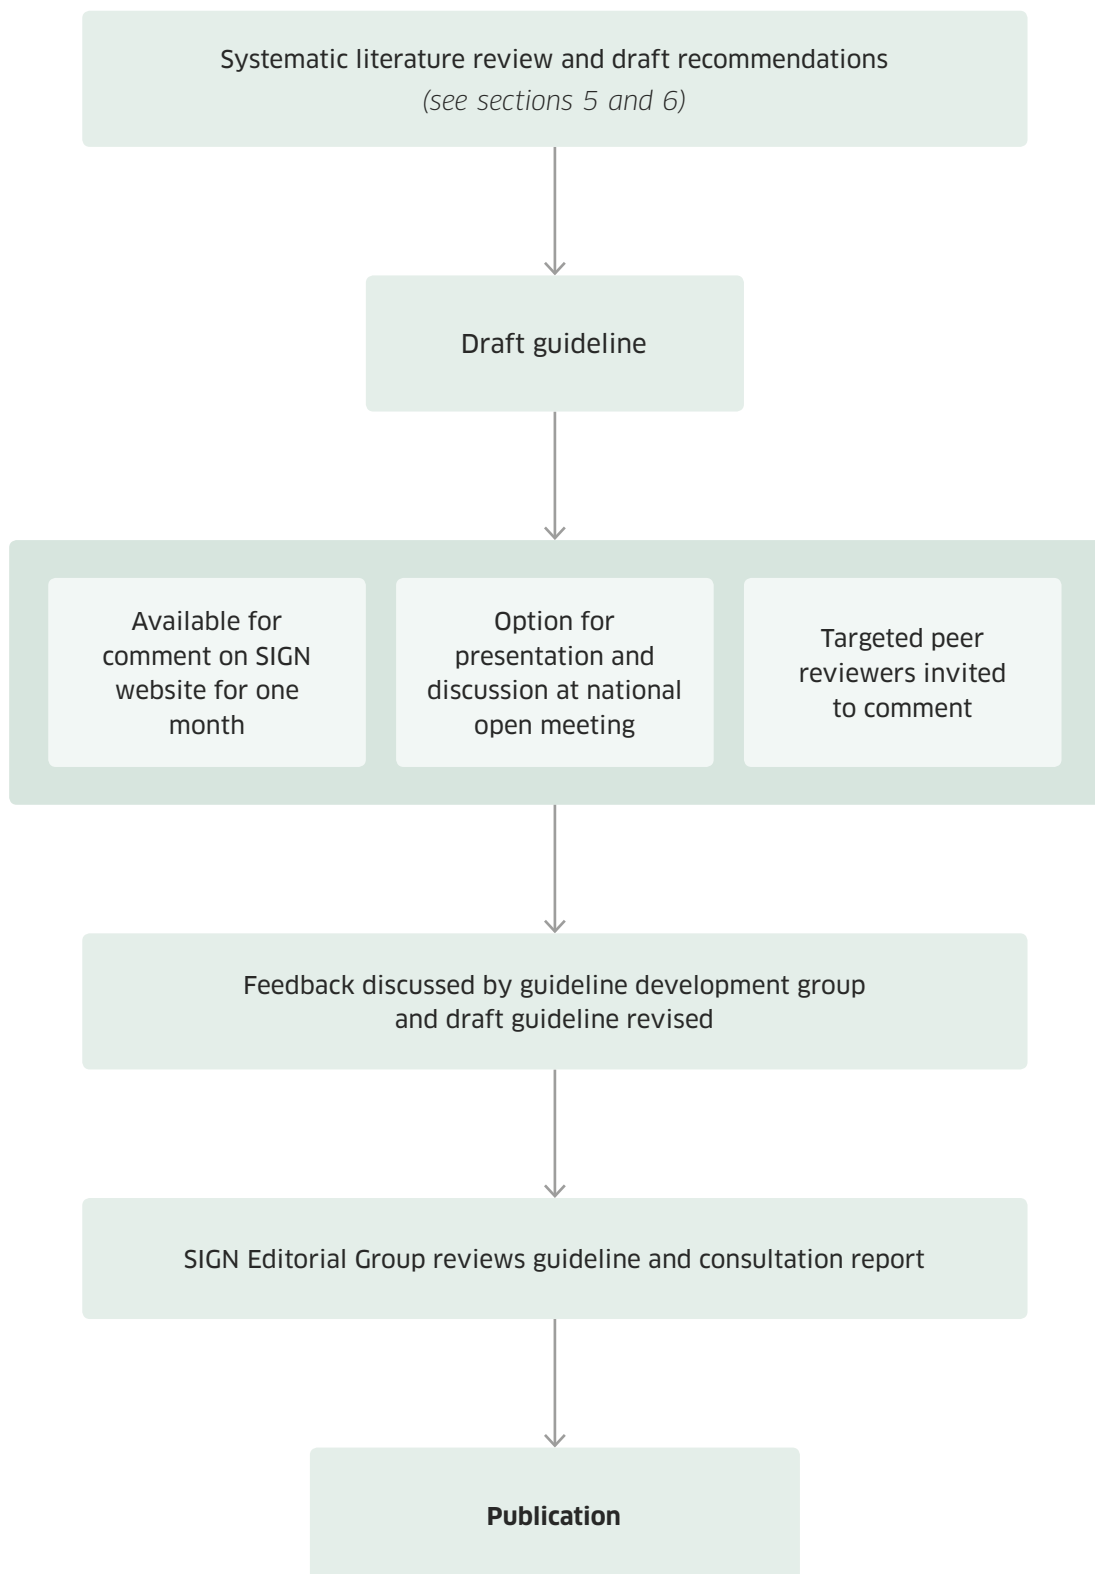 Systematic literature review and draft recommendations
(see sections 5 and 6)
Draft guideline
Available for
comment on SIGN
website for one
month
Option for
presentation and
discussion at national
open meeting
Targeted peer
reviewers invited
to comment
Feedback discussed by guideline development group
and draft guideline revised
SIGN Editorial Group reviews guideline and consultation report
Publication